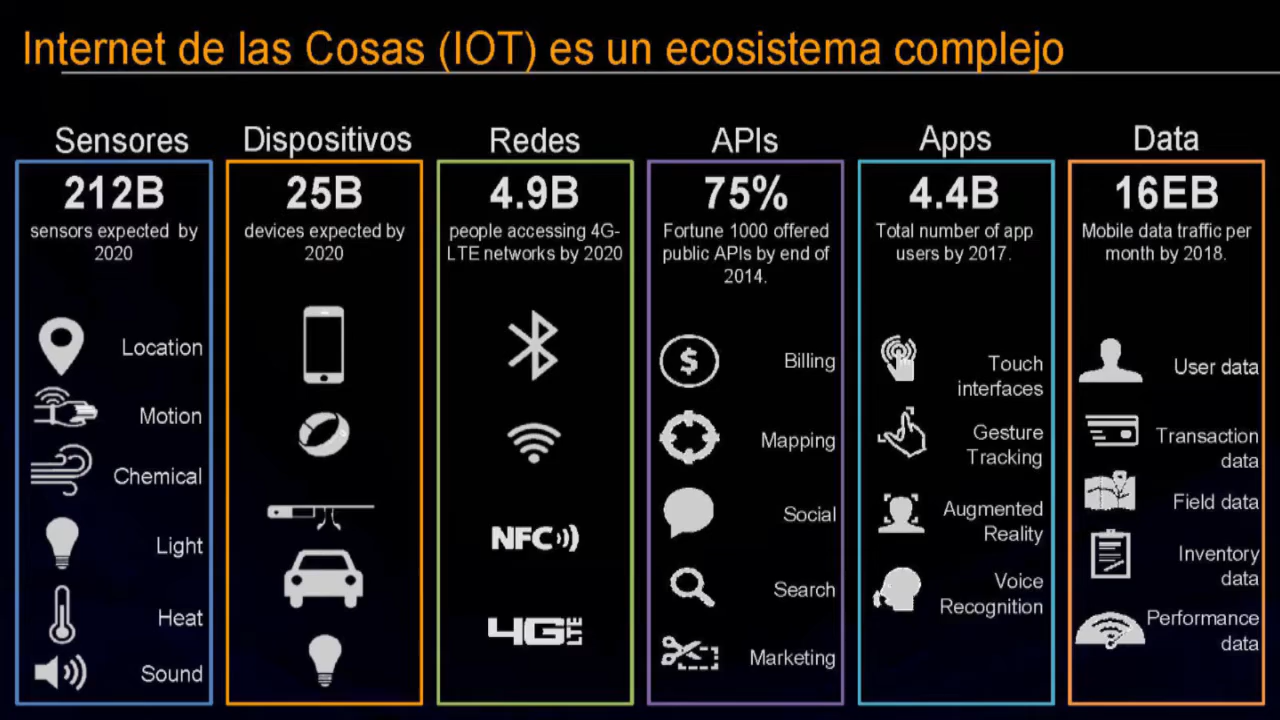 Internet de las Cosas (IOT) es un ecosistema complejo
Sensores
212B
sensors expected by
2020
Location
Motion
Chemical
Light
Heat
Sound
Dispositivos
25B
devices expected by
2020
Redes
4.9B
people accessing 4G-
LTE networks by 2020
NFC
4G LTE
APIs
75%
Fortune 1000 offered
public APIs by end of
2014.
$
Billing
Mapping
Social
Search
Marketing
Apps
4.4B
Total number of app
users by 2017.
Touch
interfaces
Gesture
Tracking
Augmented
Reality
Voice
Recognition
Data
16EB
Mobile data traffic per
month by 2018.
User data
Transaction
data
Field data
Inventory
data
Performance
data